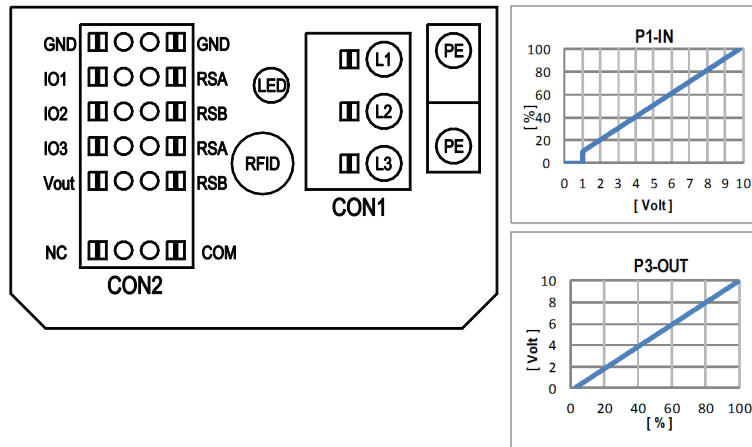 GND GND
IO1 RSA
IO2 RSB
IO3 RSA
Vout RSB
NC COM
CON2
LED
RFID
L1
L2
L3
CON1
PE
PE
P1-IN
100
80
60
40
20
0
[ % ]
0 1 2 3 4 5 6 7 8 9 10
[ Volt ]
P3-OUT
10
8
6
4
2
0
[ Volt ]
0 20 40 60 80 100
[ % ]